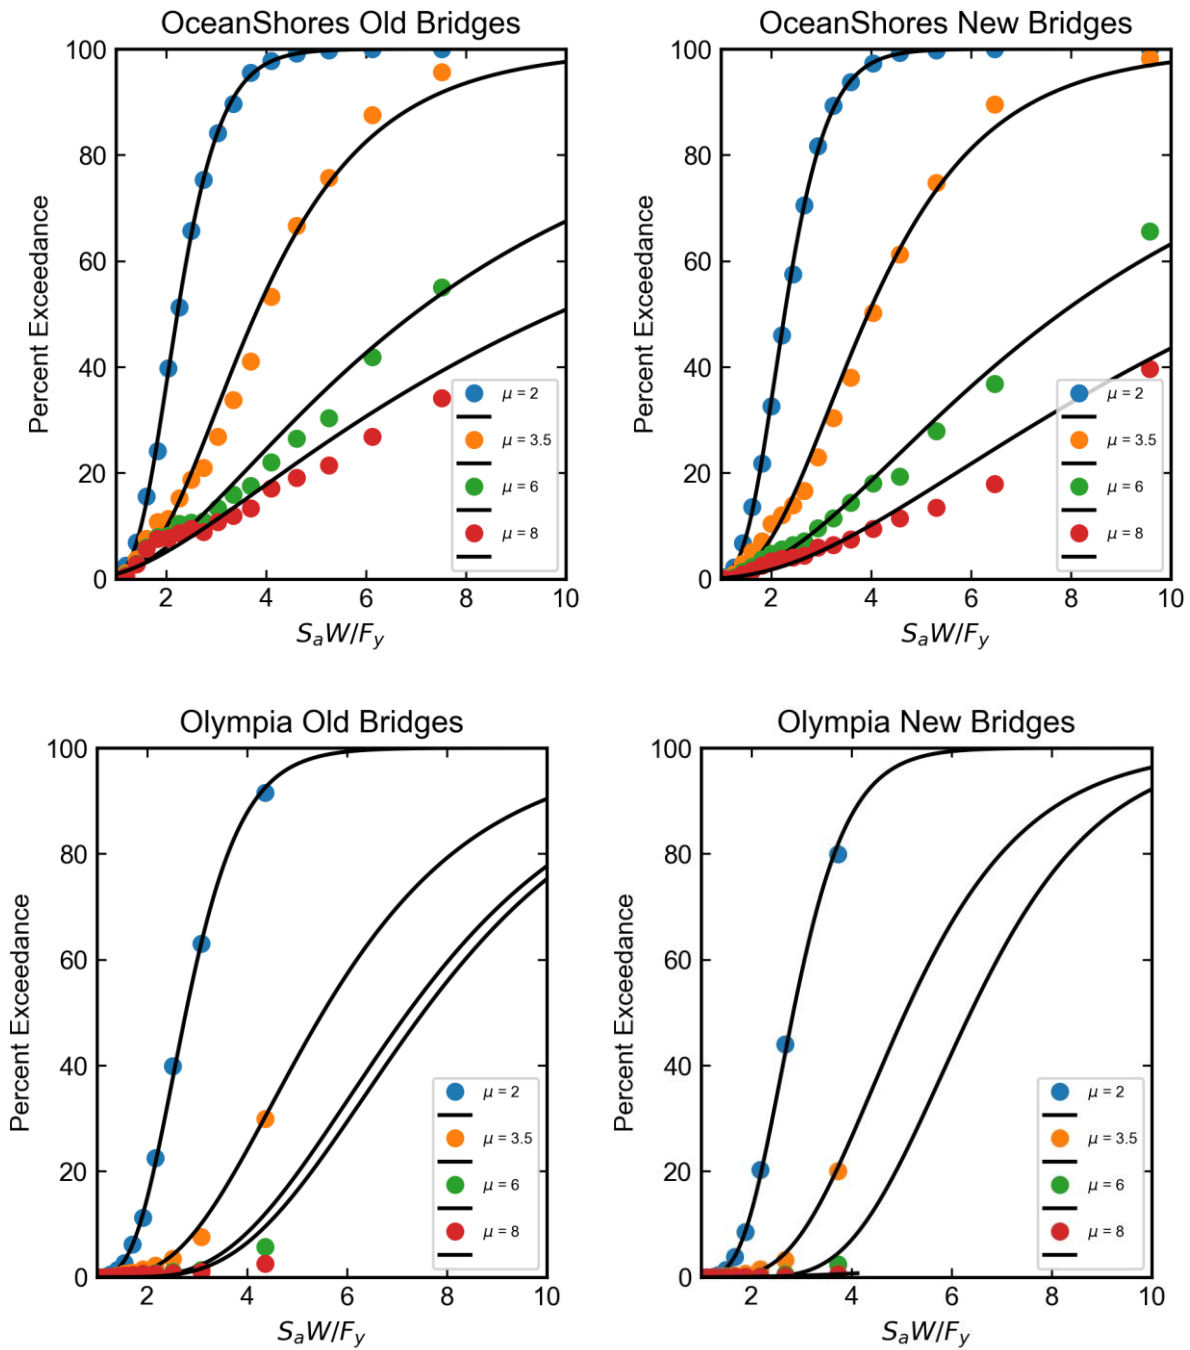 OceanShores Old Bridges
Percent Exceedance
100
80
60
40
20
0
2
4
6
8
10
SaW/Fy
μ = 2
μ = 3.5
μ = 6
μ = 8
OceanShores New Bridges
Percent Exceedance
100
80
60
40
20
0
2
4
6
8
10
SaW/Fy
μ = 2
μ = 3.5
μ = 6
μ = 8
Olympia Old Bridges
Percent Exceedance
100
80
60
40
20
0
2
4
6
8
10
SaW/Fy
μ = 2
μ = 3.5
μ = 6
μ = 8
Olympia New Bridges
Percent Exceedance
100
80
60
40
20
0
2
4
6
8
10
SaW/Fy
μ = 2
μ = 3.5
μ = 6
μ = 8